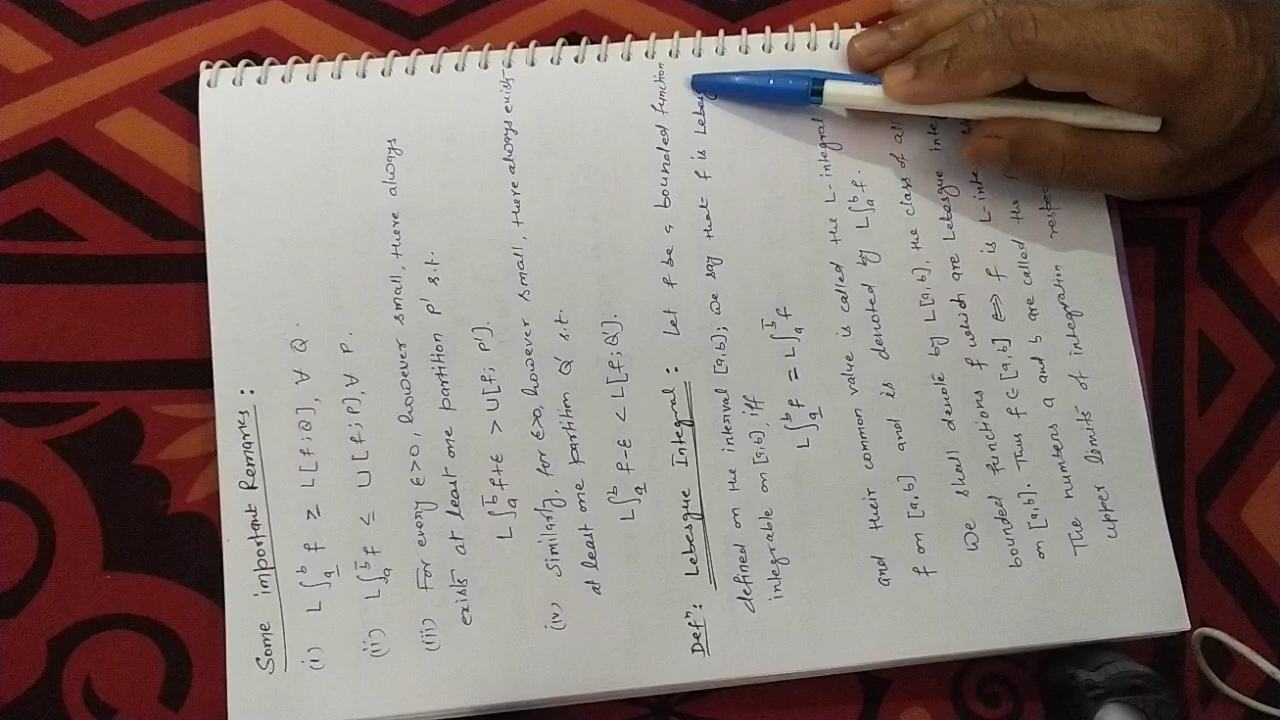 Some important Remarks :
(i) L∫_a̲^b f ≥ L[f;Q], ∀ Q.
(ii) L∫_a^b̅ f ≤ U[f;P], ∀ P.
(iii) For every ε>0, however small, there always
exists at least one partition P' s.t.
L∫_a^b̅ f+ε > U[f; P'].
(iv) Similarly, for ε>0, however small, there always exists
at least one partition Q' s.t.
L∫_a̲^b f-ε < L[f; Q'].
Defⁿ: Lebesgue Integral : Let f be a bounded function
defined on the interval [a,b]; we say that f is
integrable on [a,b], iff
L∫_a̲^b f = L∫_a^b̅ f
and their common value is called the L-integral
f on [a,b] and is denoted by L∫_a^b f.
We shall denote by L[a,b], the class of all
bounded functions f which are Lebesgue
on [a,b]. Thus f ∈ [a,b] ⇔ f is
The numbers a and b are called the
upper limits of integration